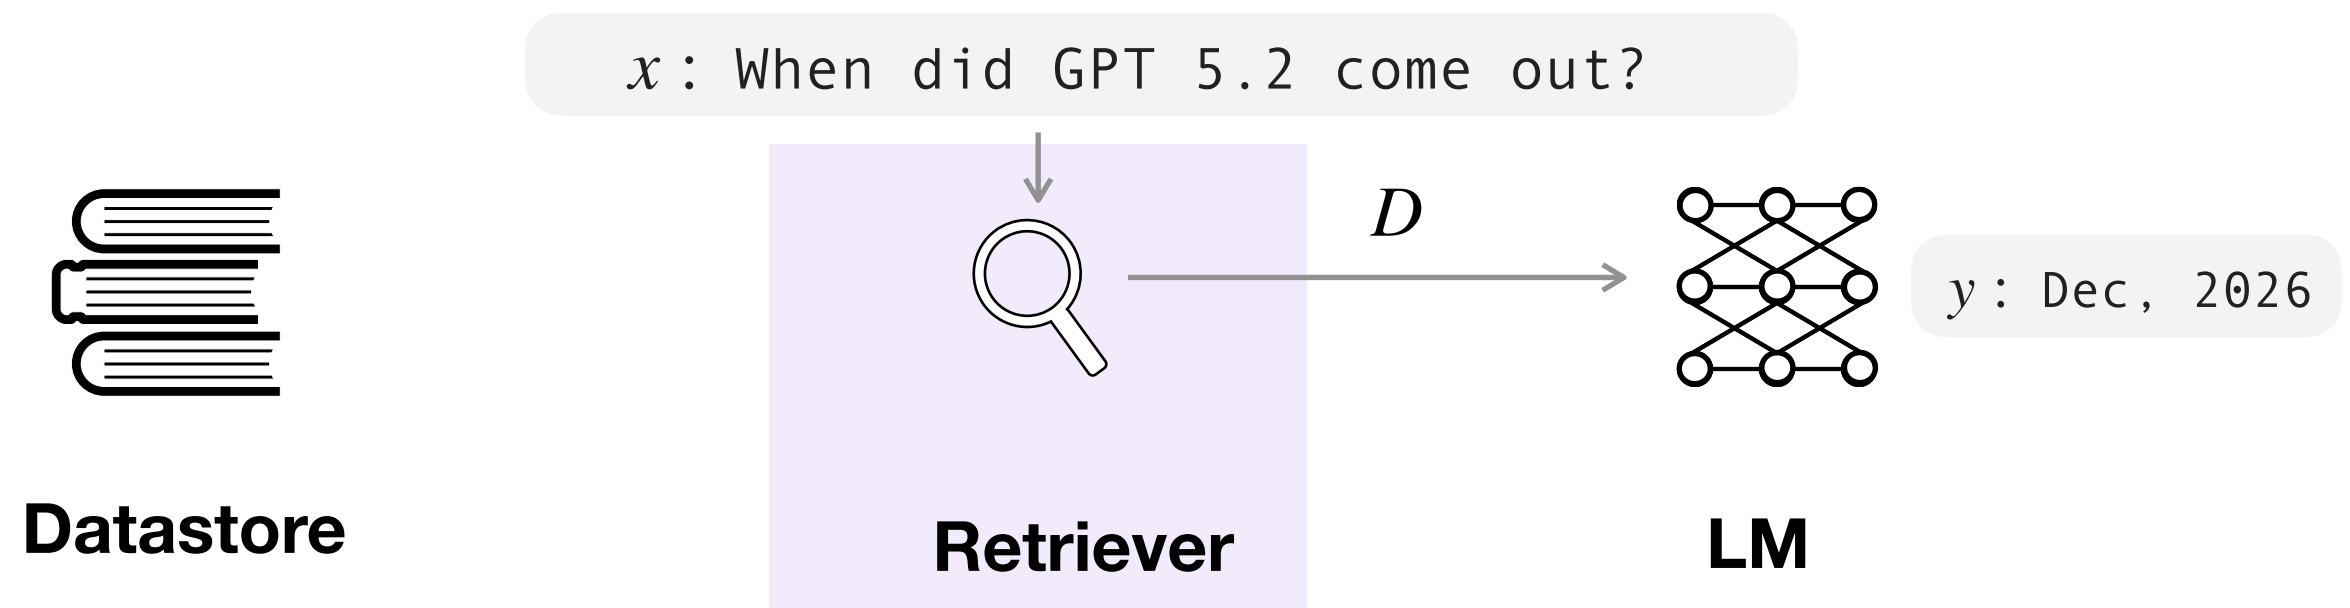 x: When did GPT 5.2 come out?
D
y: Dec, 2026
Datastore
Retriever
LM